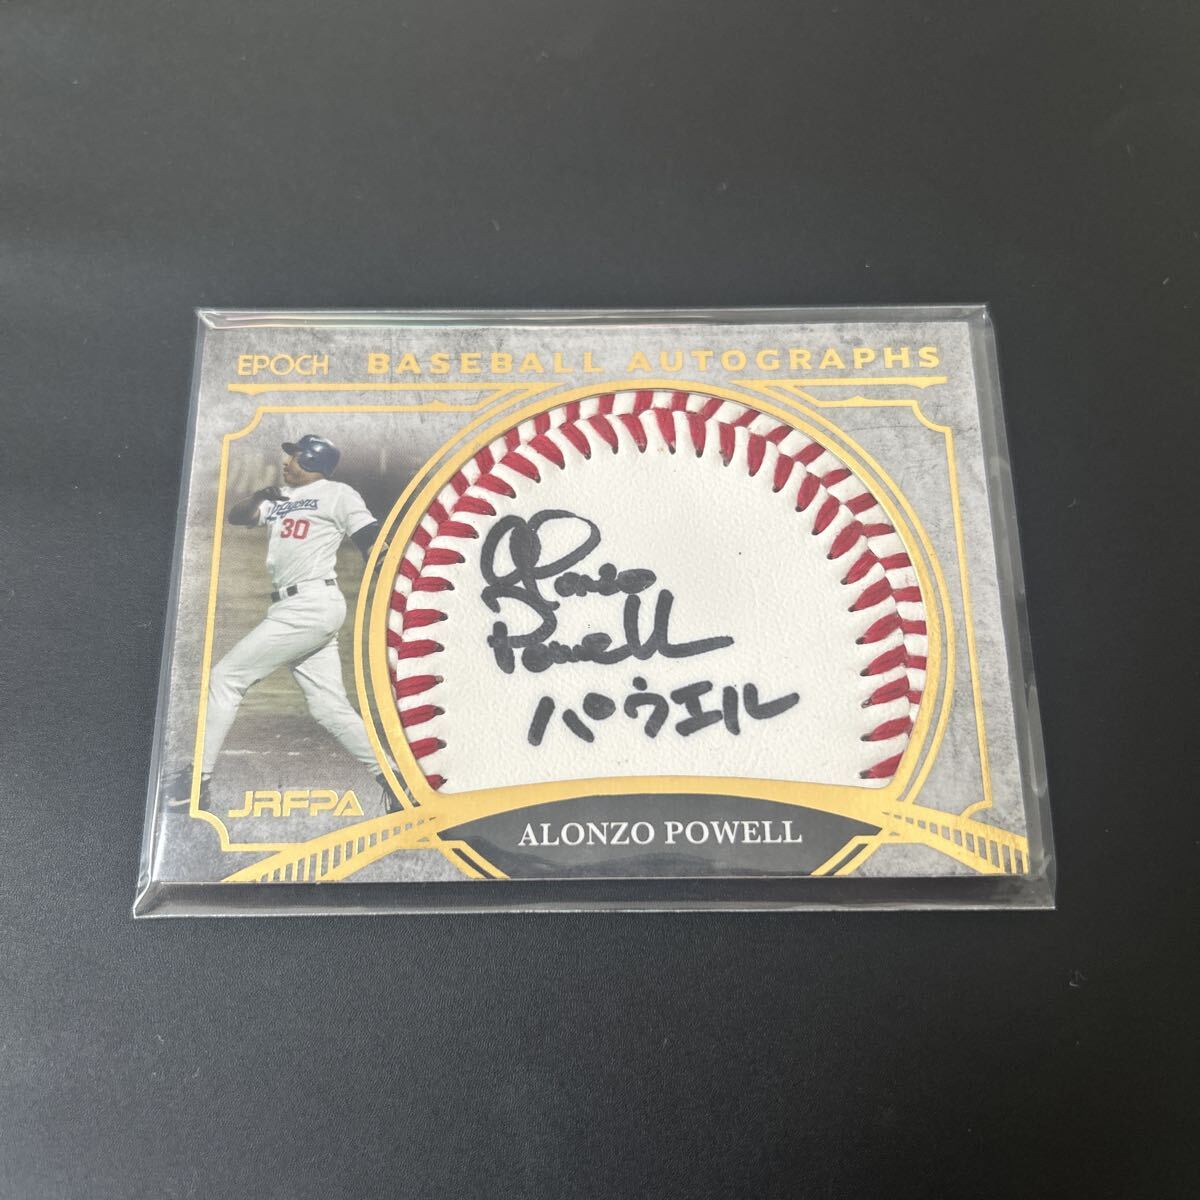 EPOCH BASEBALL AUTOGRAPHS
Dragons
30
Alonzo
Powell
パウエル
JRFPA
ALONZO POWELL